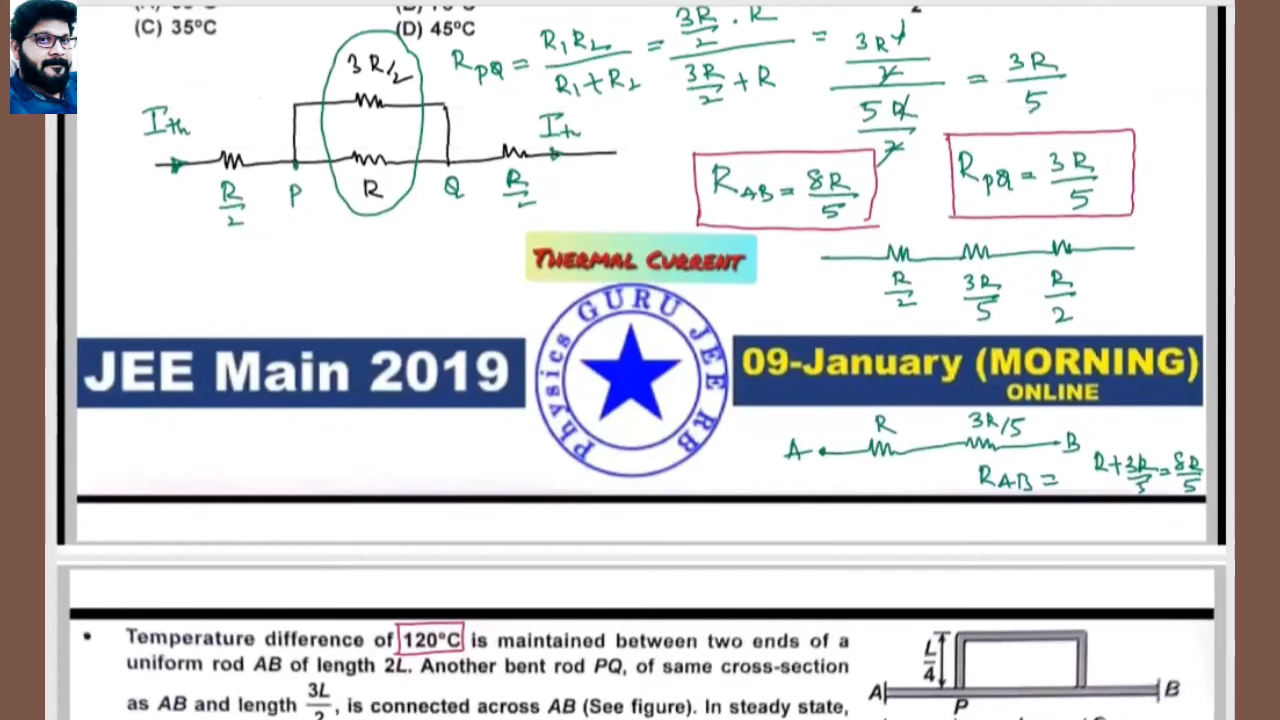 (C) 35ºC
(D) 45ºC
3R/2
R_PQ = R₁R₂ / R₁+R₂ = 3R/2 . R / 3R/2 + R = 3R / 2 / 5R / 2 = 3R/5
I_th
I_th
R/2
P
R
Q
R/2
R_AB = 8R/5
R_PQ = 3R/5
R/2
3R/5
R/2
THERMAL CURRENT
JEE Main 2019
Physics GURU JEE RB
09-January (MORNING)
ONLINE
R
3R/5
A
B
R_AB = R+3R/5=8R/5
• Temperature difference of 120°C is maintained between two ends of a
uniform rod AB of length 2L. Another bent rod PQ, of same cross-section
as AB and length 3L/2, is connected across AB (See figure). In steady state,
L/4
A
B
P